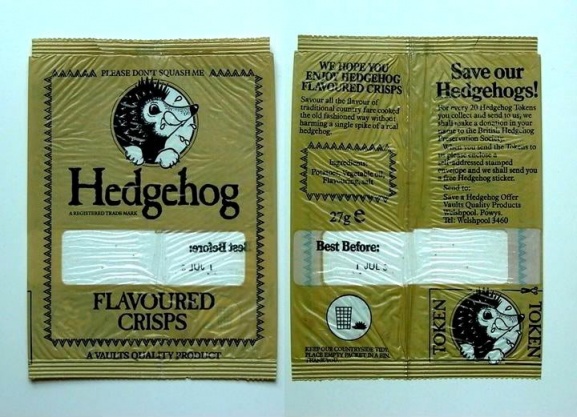 PLEASE DON'T SQUASH ME
Hedgehog
A REGISTERED TRADE MARK
Best Before:
JUL
FLAVOURED
CRISPS
A VAULTS QUALITY PRODUCT
WE HOPE YOU
ENJOY HEDGEHOG
FLAVOURED CRISPS
Savour all the flavour of
traditional country fare cooked
the old fashioned way without
harming a single spike of a real
hedgehog.
Ingredients:
Potatoes, Vegetable oil,
Flavouring, salt
27g e
Best Before:
1 JUL
KEEP OUR COUNTRYSIDE TIDY.
PLACE EMPTY PACKET IN A BIN.
Save our
Hedgehogs!
For every 20 Hedgehog Tokens
you collect and send to us, we
shall make a donation in your
name to the British Hedgehog
Preservation Society.
When you send the Tokens to
us please enclose a
self-addressed stamped
envelope and we shall send you
a free Hedgehog sticker.
Send to:
Save a Hedgehog Offer
Vaults Quality Products
Welshpool, Powys.
Tel: Welshpool 3460
TOKEN
TOKEN